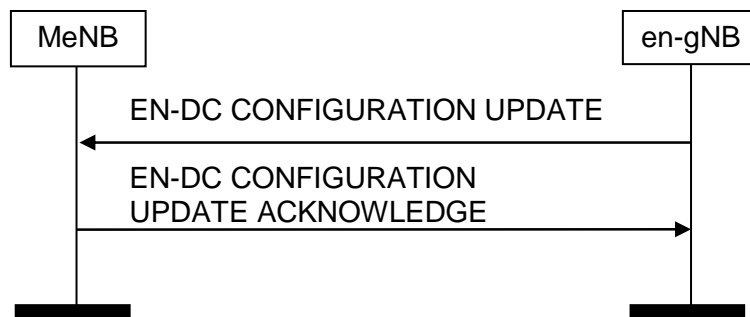 MeNB
en-gNB
EN-DC CONFIGURATION UPDATE
EN-DC CONFIGURATION
UPDATE ACKNOWLEDGE